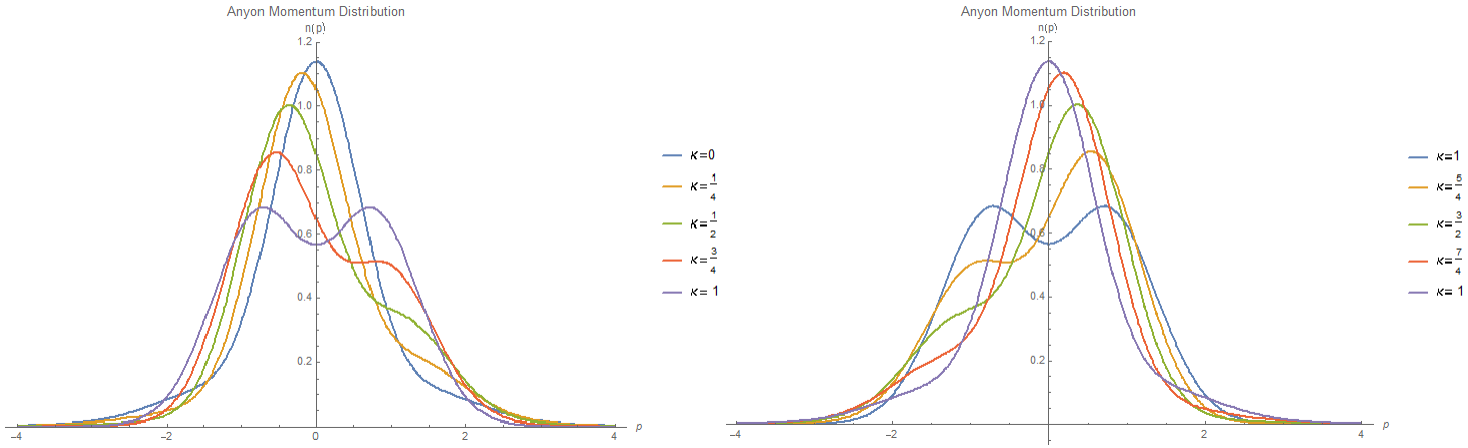 Anyon Momentum Distribution
n(p)
1.2
1.0
0.8
0.6
0.4
0.2
-4
-2
0
2
4
p
κ=0
κ=1/4
κ=1/2
κ=3/4
κ= 1
Anyon Momentum Distribution
n(p)
1.2
1.0
0.8
0.6
0.4
0.2
-4
-2
2
4
p
κ=1
κ=5/4
κ=3/2
κ=7/4
κ= 1